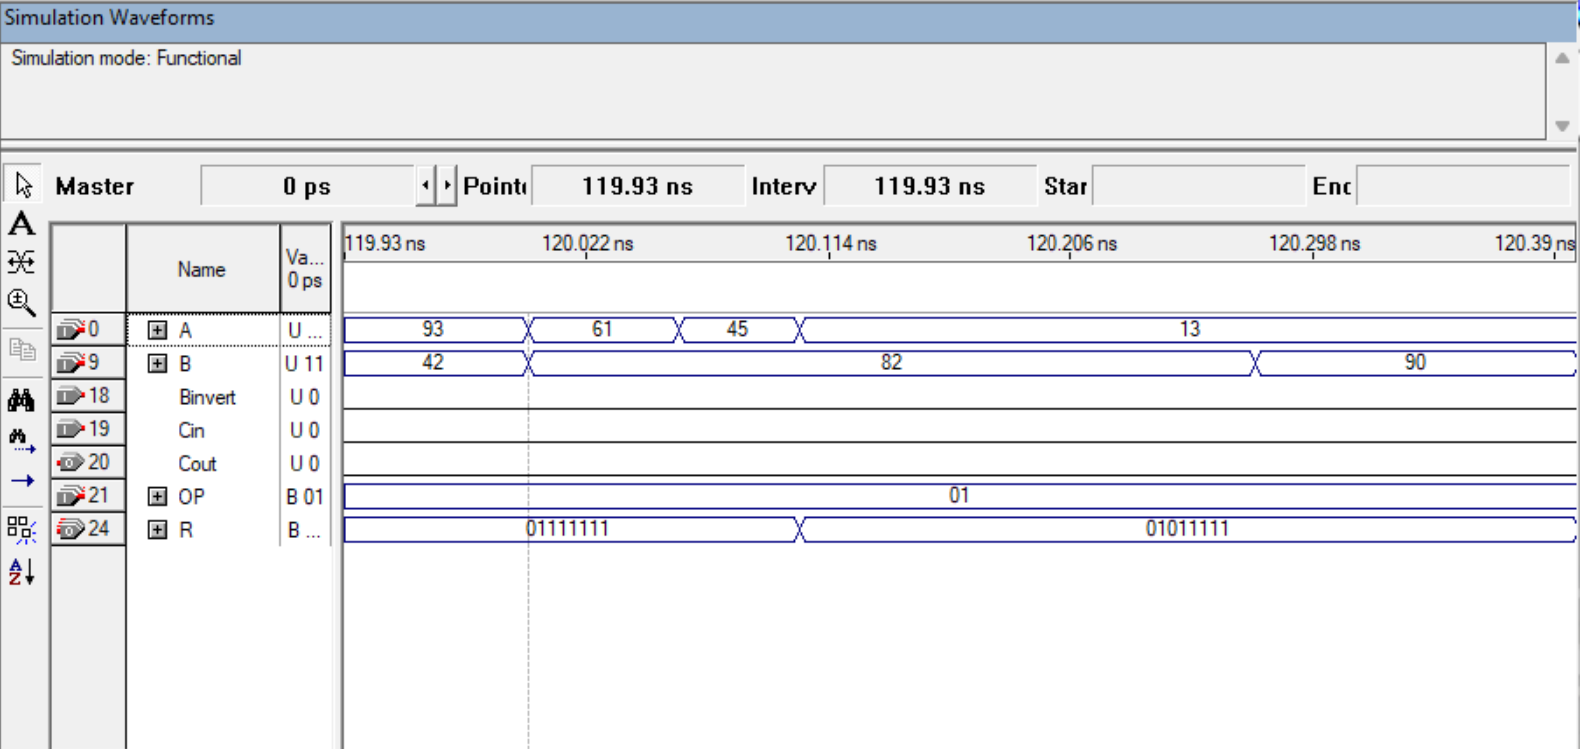 Simulation Waveforms
Simulation mode: Functional
Master 0 ps Point 119.93 ns Interv 119.93 ns Star Enc
Name Va... 0 ps 119.93 ns 120.022 ns 120.114 ns 120.206 ns 120.298 ns 120.39 ns
0 A U ... 93 61 45 13
9 B U 11 42 82 90
18 Binvert U 0
19 Cin U 0
20 Cout U 0
21 OP B 01 01
24 R B ... 01111111 01011111